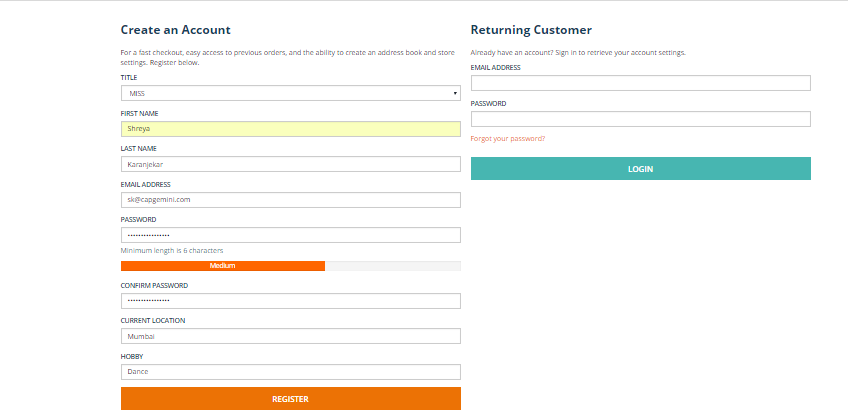 Create an Account
For a fast checkout, easy access to previous orders, and the ability to create an address book and store
settings. Register below.
TITLE
MISS
FIRST NAME
Shreya
LAST NAME
Karanjekar
EMAIL ADDRESS
sk@capgemini.com
PASSWORD
••••••••••••••••
Minimum length is 6 characters
Medium
CONFIRM PASSWORD
••••••••••••••••
CURRENT LOCATION
Mumbai
HOBBY
Dance
REGISTER
Returning Customer
Already have an account? Sign in to retrieve your account settings.
EMAIL ADDRESS
PASSWORD
Forgot your password?
LOGIN